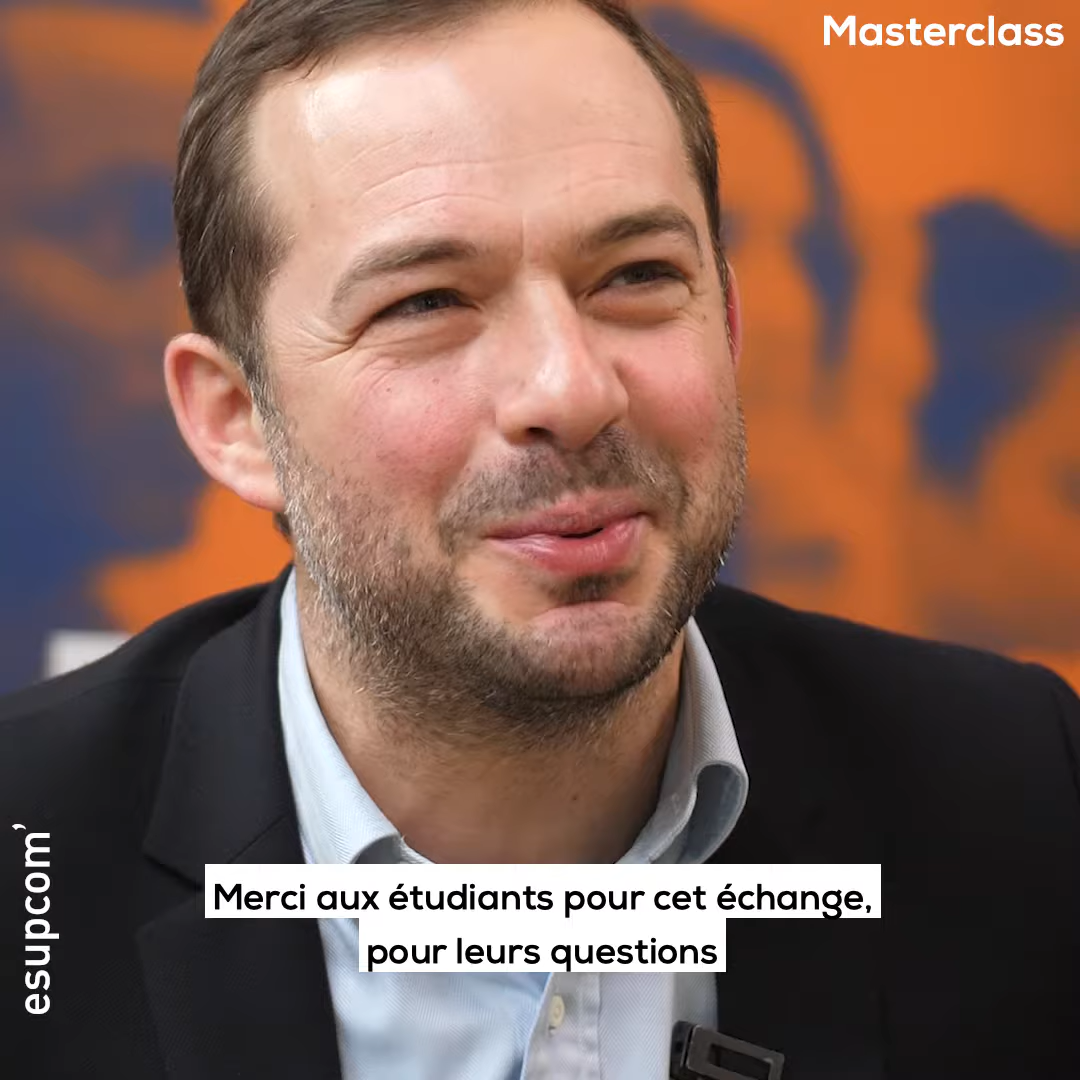 Masterclass
esupcom’
Merci aux étudiants pour cet échange,
pour leurs questions